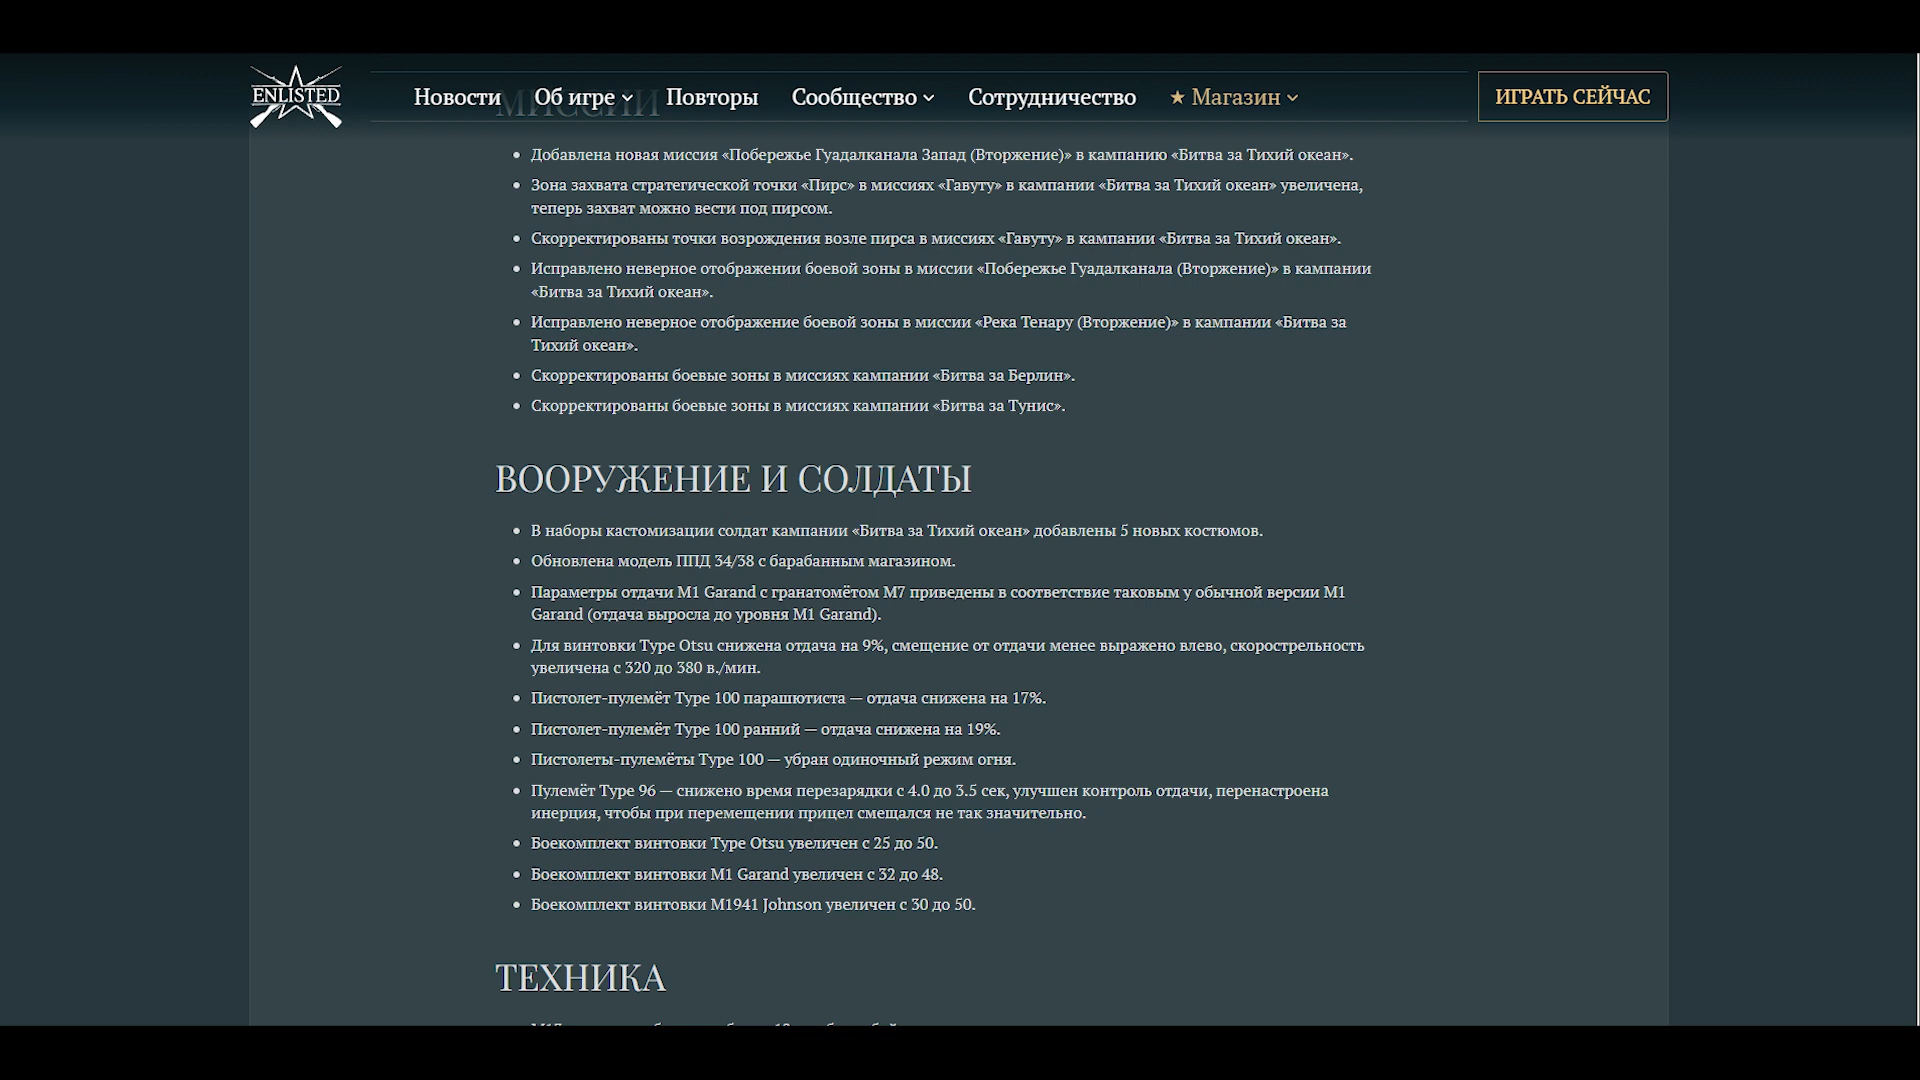 ENLISTED
Новости Об игре Повторы Сообщество Сотрудничество ★ Магазин ИГРАТЬ СЕЙЧАС
МИССИИ
Добавлена новая миссия «Побережье Гуадалканала Запад (Вторжение)» в кампанию «Битва за Тихий океан».
Зона захвата стратегической точки «Пирс» в миссиях «Гавуту» в кампании «Битва за Тихий океан» увеличена,
теперь захват можно вести под пирсом.
Скорректированы точки возрождения возле пирса в миссиях «Гавуту» в кампании «Битва за Тихий океан».
Исправлено неверное отображении боевой зоны в миссии «Побережье Гуадалканала (Вторжение)» в кампании
«Битва за Тихий океан».
Исправлено неверное отображение боевой зоны в миссии «Река Тенару (Вторжение)» в кампании «Битва за
Тихий океан».
Скорректированы боевые зоны в миссиях кампании «Битва за Берлин».
Скорректированы боевые зоны в миссиях кампании «Битва за Тунис».
ВООРУЖЕНИЕ И СОЛДАТЫ
В наборы кастомизации солдат кампании «Битва за Тихий океан» добавлены 5 новых костюмов.
Обновлена модель ППД 34/38 с барабанным магазином.
Параметры отдачи M1 Garand с гранатомётом M7 приведены в соответствие таковым у обычной версии M1
Garand (отдача выросла до уровня M1 Garand).
Для винтовки Type Otsu снижена отдача на 9%, смещение от отдачи менее выражено влево, скорострельность
увеличена с 320 до 380 в./мин.
Пистолет-пулемёт Type 100 парашютиста — отдача снижена на 17%.
Пистолет-пулемёт Type 100 ранний — отдача снижена на 19%.
Пистолеты-пулемёты Type 100 — убран одиночный режим огня.
Пулемёт Type 96 — снижено время перезарядки с 4.0 до 3.5 сек, улучшен контроль отдачи, перенастроена
инерция, чтобы при перемещении прицел смещался не так значительно.
Боекомплект винтовки Type Otsu увеличен с 25 до 50.
Боекомплект винтовки M1 Garand увеличен с 32 до 48.
Боекомплект винтовки M1941 Johnson увеличен с 30 до 50.
ТЕХНИКА